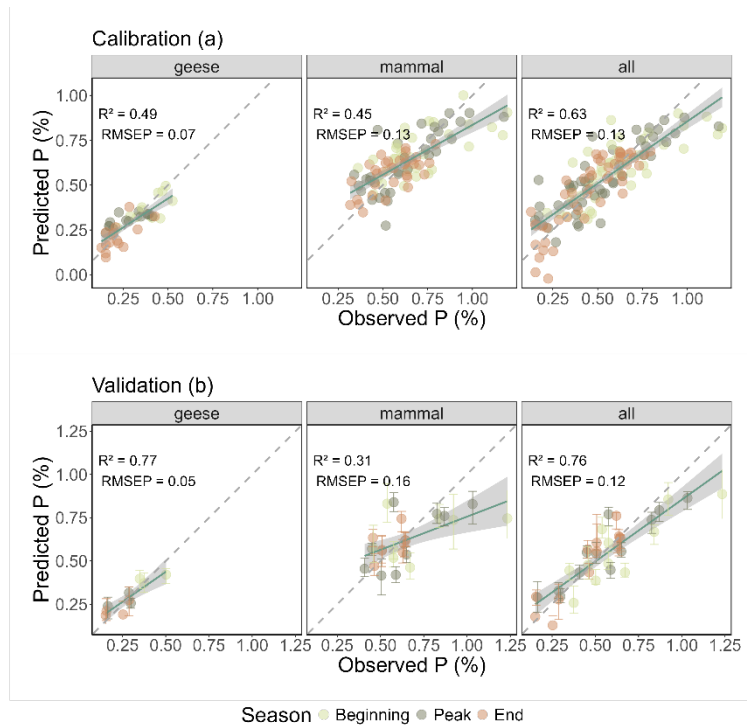 Calibration (a)
geese mammal all
R² = 0.49
RMSEP = 0.07
R² = 0.45
RMSEP = 0.13
R² = 0.63
RMSEP = 0.13
Predicted P (%)
1.00
0.75
0.50
0.25
0.00
0.25 0.50 0.75 1.00 0.25 0.50 0.75 1.00 0.25 0.50 0.75 1.00
Observed P (%)
Validation (b)
geese mammal all
R² = 0.77
RMSEP = 0.05
R² = 0.31
RMSEP = 0.16
R² = 0.76
RMSEP = 0.12
Predicted P (%)
1.25
1.00
0.75
0.50
0.25
0.25 0.50 0.75 1.00 1.25 0.25 0.50 0.75 1.00 1.25 0.25 0.50 0.75 1.00 1.25
Observed P (%)
Season Beginning Peak End